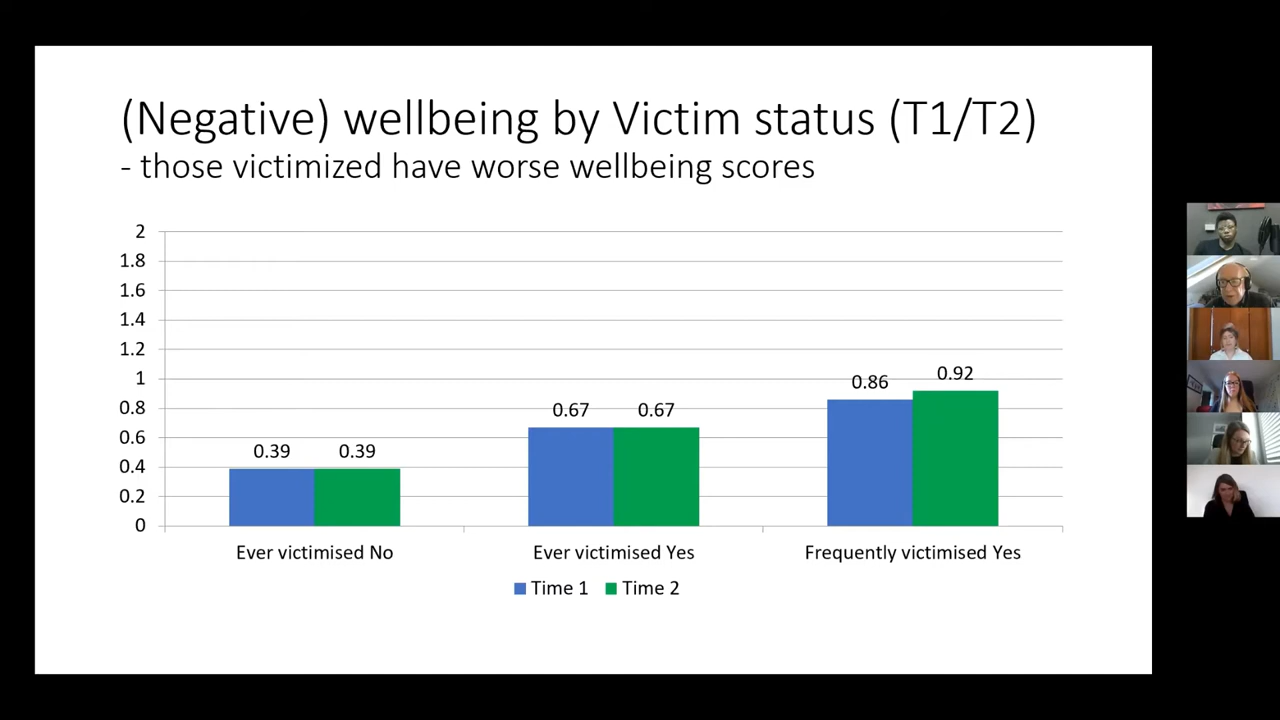 (Negative) wellbeing by Victim status (T1/T2)
- those victimized have worse wellbeing scores
2
1.8
1.6
1.4
1.2
1
0.8
0.6
0.4
0.2
0
0.39
0.39
0.67
0.67
0.86
0.92
Ever victimised No
Ever victimised Yes
Frequently victimised Yes
Time 1
Time 2